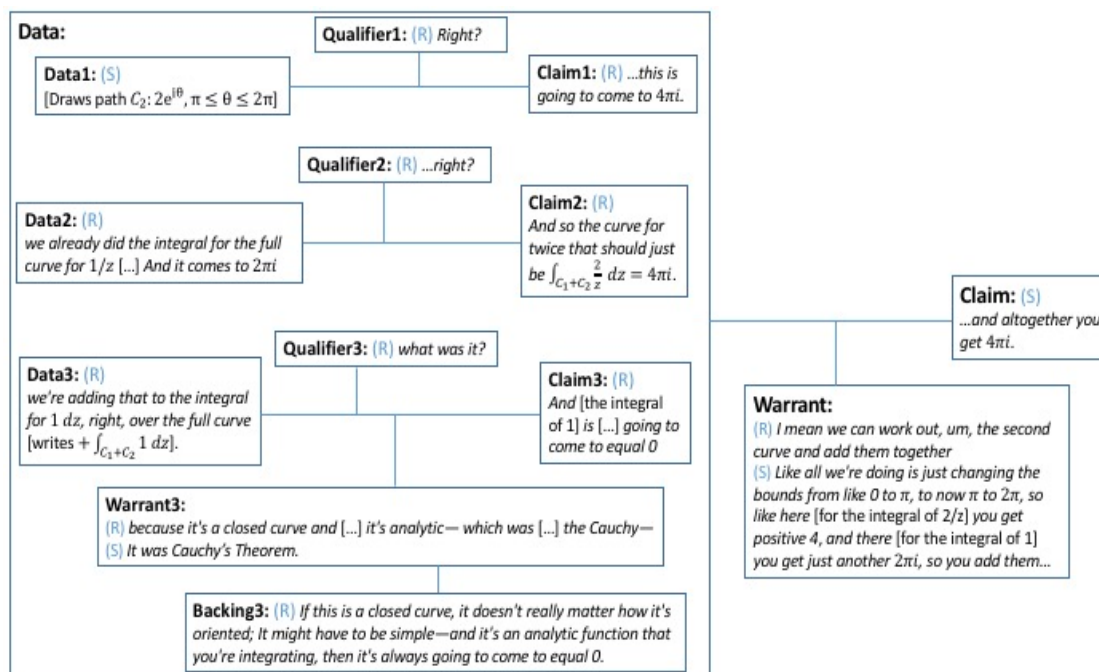 Data:
Qualifier1: (R) Right?
Data1: (S)
[Draws path C₂: 2e^{iθ}, π ≤ θ ≤ 2π]
Claim1: (R) ...this is
going to come to 4πi.
Qualifier2: (R) ...right?
Data2: (R)
we already did the integral for the full
curve for 1/z [...] And it comes to 2πi
Claim2: (R)
And so the curve for
twice that should just
be ∫_{C₁+C₂} 2/z dz = 4πi.
Qualifier3: (R) what was it?
Data3: (R)
we're adding that to the integral
for 1 dz, right, over the full curve
[writes + ∫_{C₁+C₂} 1 dz].
Claim3: (R)
And [the integral
of 1] is [...] going to
come to equal 0
Warrant3:
(R) because it's a closed curve and [...] it's analytic— which was [...] the Cauchy—
(S) It was Cauchy's Theorem.
Backing3: (R) If this is a closed curve, it doesn't really matter how it's
oriented; It might have to be simple—and it's an analytic function that
you're integrating, then it's always going to come to equal 0.
Claim: (S)
...and altogether you
get 4πi.
Warrant:
(R) I mean we can work out, um, the second
curve and add them together
(S) Like all we're doing is just changing the
bounds from like 0 to π, to now π to 2π, so
like here [for the integral of 2/z] you get
positive 4, and there [for the integral of 1]
you get just another 2πi, so you add them...